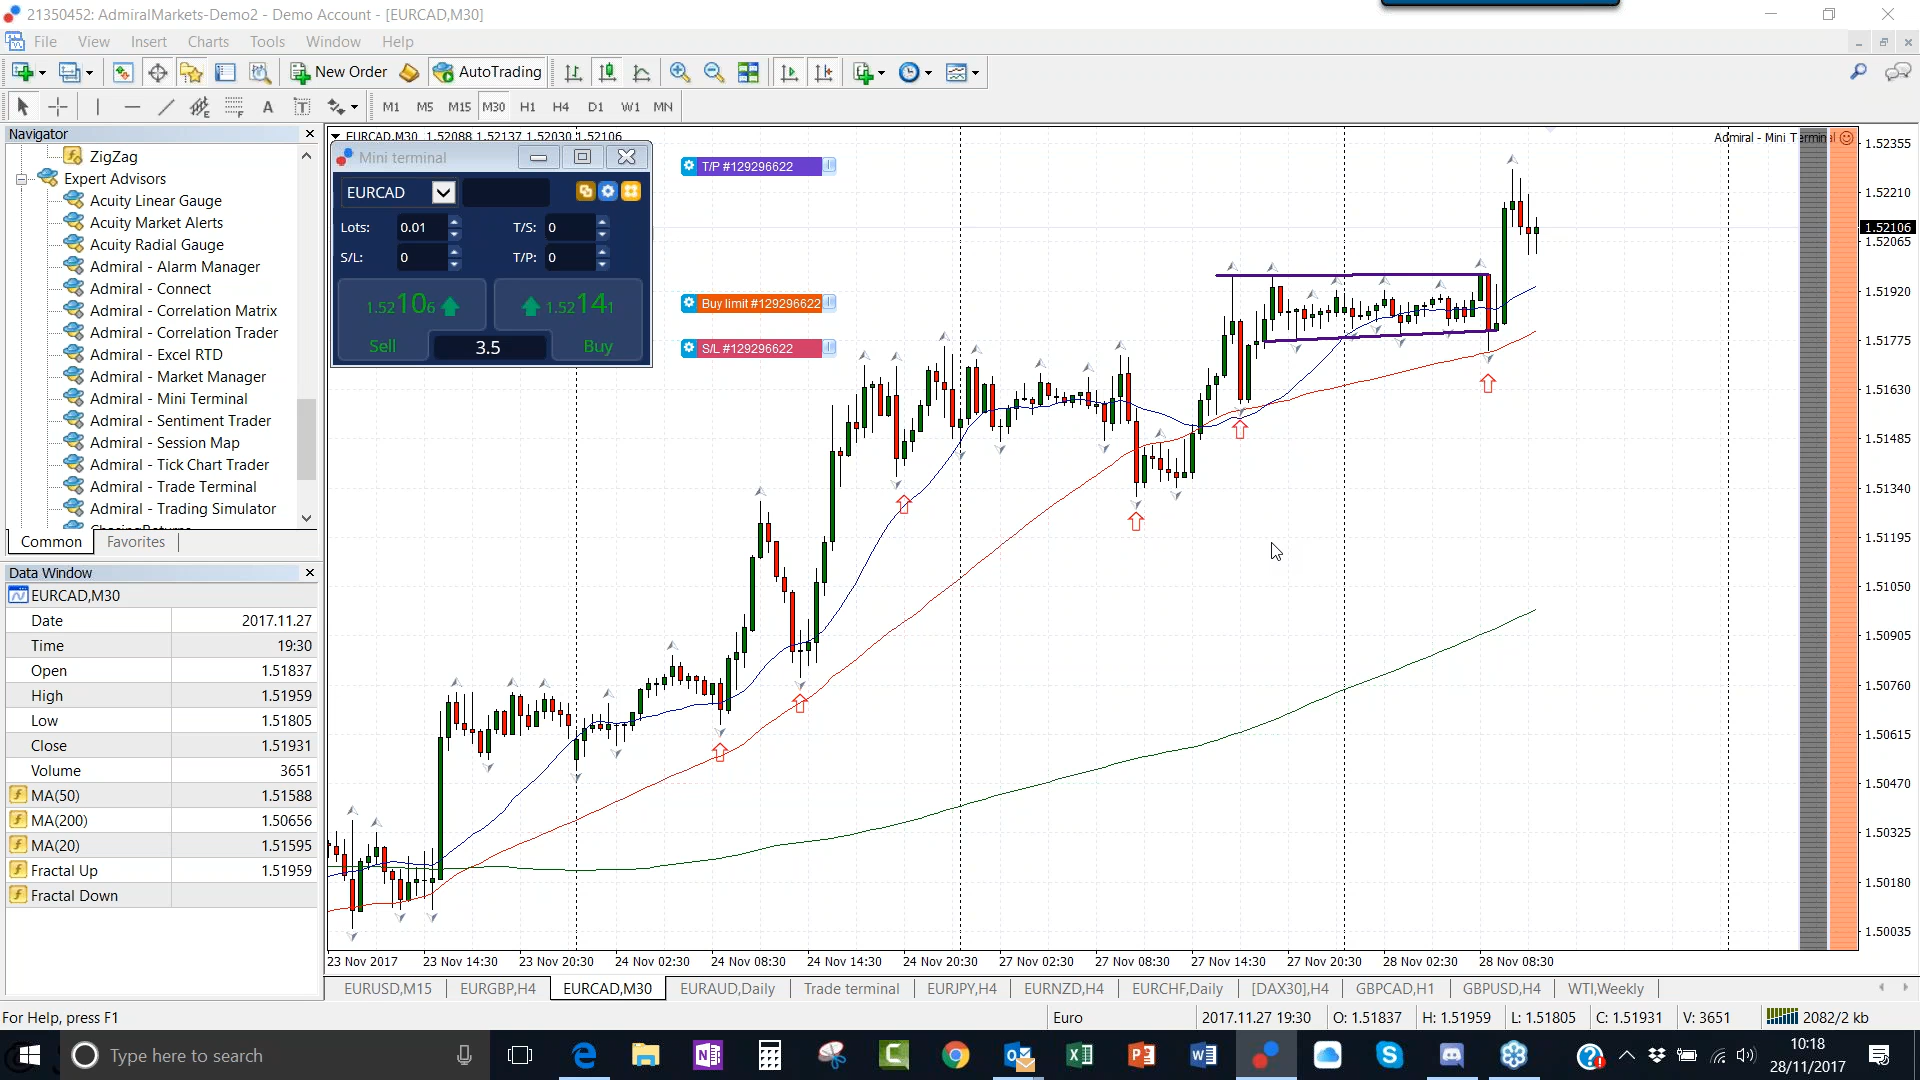 21350452: AdmiralMarkets-Demo2 - Demo Account - [EURCAD,M30]
File View Insert Charts Tools Window Help
New Order AutoTrading
A T M1 M5 M15 M30 H1 H4 D1 W1 MN
Navigator
ZigZag
Expert Advisors
Acuity Linear Gauge
Acuity Market Alerts
Acuity Radial Gauge
Admiral - Alarm Manager
Admiral - Connect
Admiral - Correlation Matrix
Admiral - Correlation Trader
Admiral - Excel RTD
Admiral - Market Manager
Admiral - Mini Terminal
Admiral - Sentiment Trader
Admiral - Session Map
Admiral - Tick Chart Trader
Admiral - Trade Terminal
Admiral - Trading Simulator
Common Favorites
Data Window
EURCAD,M30
Date 2017.11.27
Time 19:30
Open 1.51837
High 1.51959
Low 1.51805
Close 1.51931
Volume 3651
MA(50) 1.51588
MA(200) 1.50656
MA(20) 1.51595
Fractal Up 1.51959
Fractal Down
EURCAD,M30 1.52088 1.52137 1.52030 1.52106
Mini terminal
EURCAD
Lots: 0.01 T/S: 0
S/L: 0 T/P: 0
1.52106 1.52141
Sell 3.5 Buy
T/P #129296622
Buy limit #129296622
S/L #129296622
Admiral - Mini Terminal
1.52355
1.52210
1.52106
1.52065
1.51920
1.51775
1.51630
1.51485
1.51340
1.51195
1.51050
1.50905
1.50760
1.50615
1.50470
1.50325
1.50180
1.50035
23 Nov 2017 23 Nov 14:30 23 Nov 20:30 24 Nov 02:30 24 Nov 08:30 24 Nov 14:30 24 Nov 20:30 27 Nov 02:30 27 Nov 08:30 27 Nov 14:30 27 Nov 20:30 28 Nov 02:30 28 Nov 08:30
EURUSD,M15 EURGBP,H4 EURCAD,M30 EURAUD,Daily Trade terminal EURJPY,H4 EURNZD,H4 EURCHF,Daily [DAX30],H4 GBPCAD,H1 GBPUSD,H4 WTI,Weekly
For Help, press F1 Euro 2017.11.27 19:30 O: 1.51837 H: 1.51959 L: 1.51805 C: 1.51931 V: 3651 2082/2 kb
Type here to search
10:18
28/11/2017